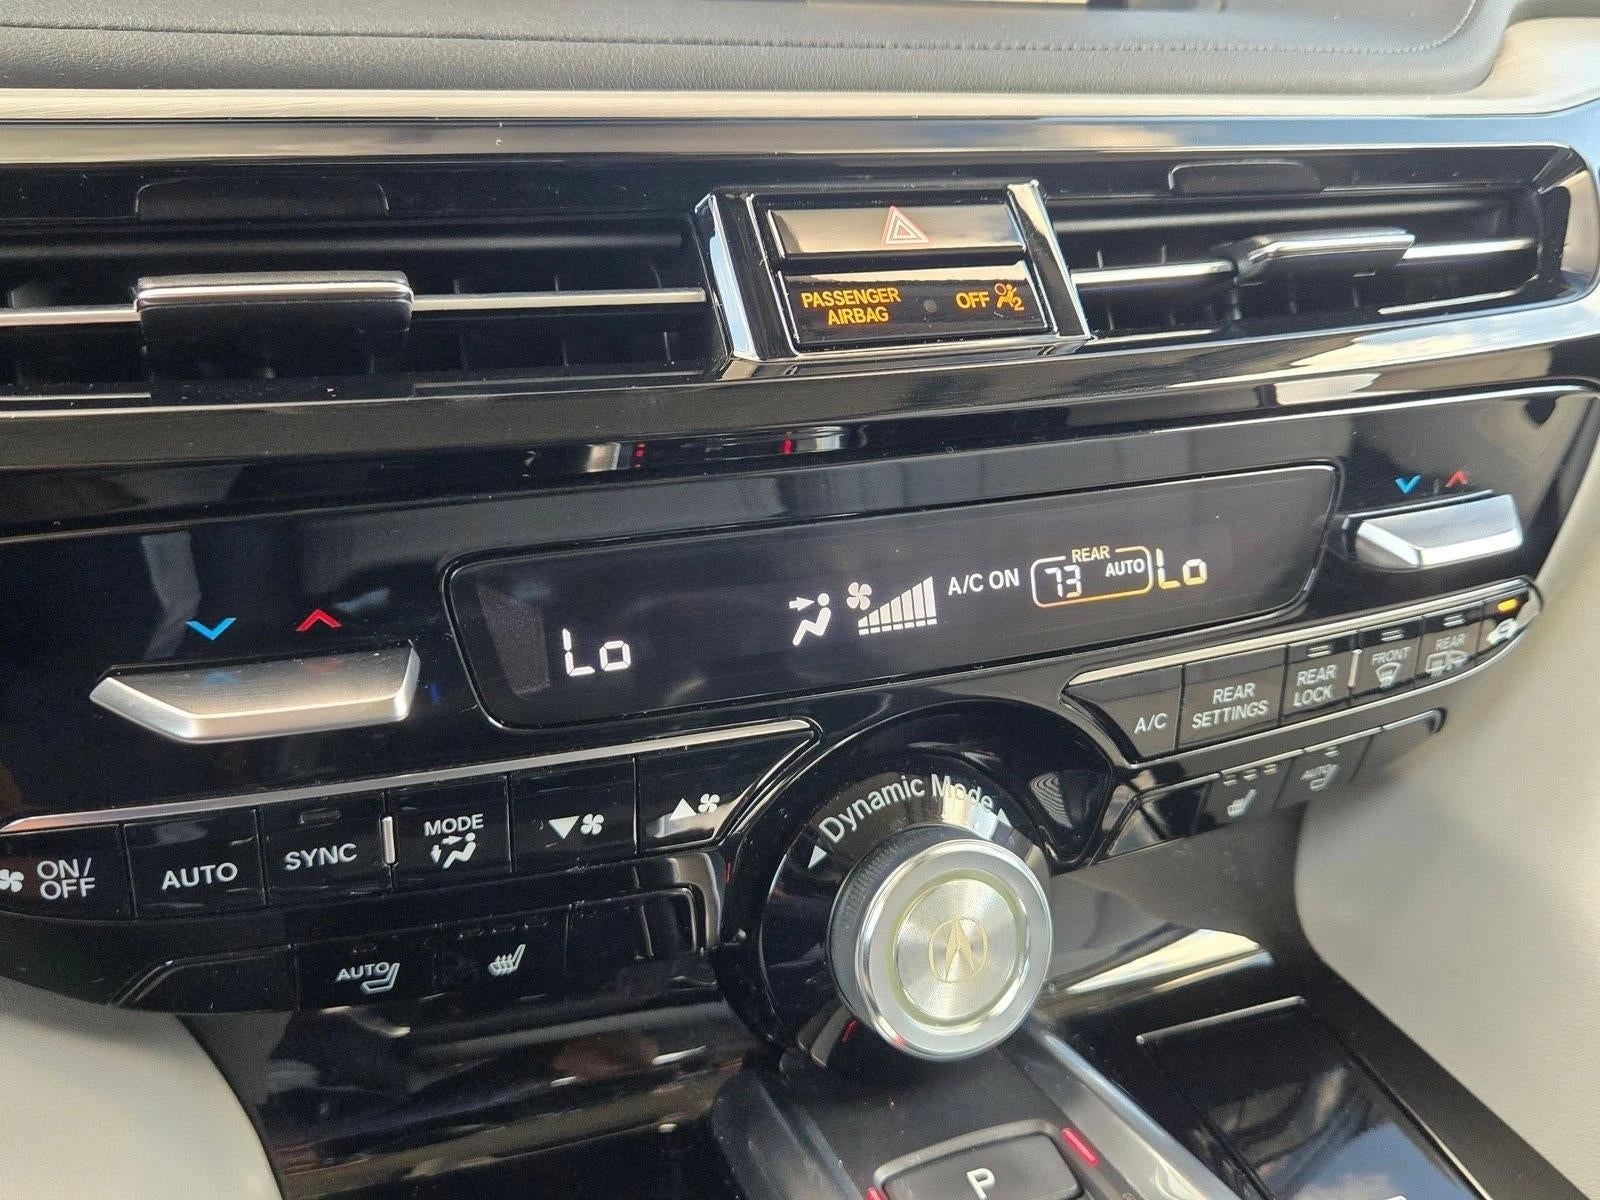 PASSENGER
AIRBAG
OFF
2
Lo
A/C ON
REAR
73
AUTO
Lo
A/C
REAR
SETTINGS
REAR
LOCK
FRONT
REAR
ON/
OFF
AUTO
SYNC
MODE
Dynamic Mode
AUTO
AUTO
P